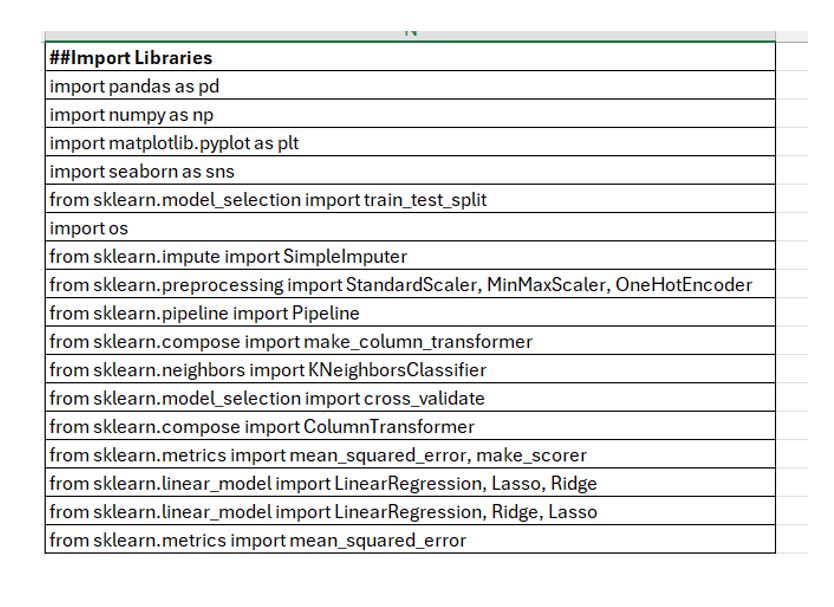 N
##Import Libraries
import pandas as pd
import numpy as np
import matplotlib.pyplot as plt
import seaborn as sns
from sklearn.model_selection import train_test_split
import os
from sklearn.impute import SimpleImputer
from sklearn.preprocessing import StandardScaler, MinMaxScaler, OneHotEncoder
from sklearn.pipeline import Pipeline
from sklearn.compose import make_column_transformer
from sklearn.neighbors import KNeighborsClassifier
from sklearn.model_selection import cross_validate
from sklearn.compose import ColumnTransformer
from sklearn.metrics import mean_squared_error, make_scorer
from sklearn.linear_model import LinearRegression, Lasso, Ridge
from sklearn.linear_model import LinearRegression, Ridge, Lasso
from sklearn.metrics import mean_squared_error